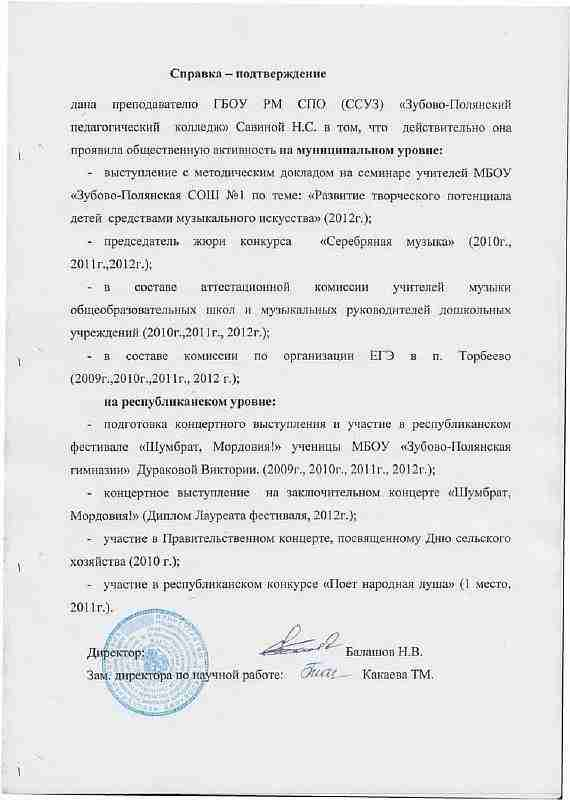 Справка – подтверждение
дана преподавателю ГБОУ РМ СПО (ССУЗ) «Зубово-Полянский
педагогический колледж» Савиной Н.С. в том, что действительно она
проявила общественную активность на муниципальном уровне:
- выступление с методическим докладом на семинаре учителей МБОУ
«Зубово-Полянская СОШ №1 по теме: «Развитие творческого потенциала
детей средствами музыкального искусства» (2012г.);
- председатель жюри конкурса «Серебряная музыка» (2010г.,
2011г.,2012г.);
- в составе аттестационной комиссии учителей музыки
общеобразовательных школ и музыкальных руководителей дошкольных
учреждений (2010г.,2011г., 2012г.);
- в составе комиссии по организации ЕГЭ в п. Торбеево
(2009г.,2010г.,2011г., 2012 г.);
на республиканском уровне:
- подготовка концертного выступления и участие в республиканском
фестивале «Шумбрат, Мордовия!» ученицы МБОУ «Зубово-Полянская
гимназии» Дураковой Виктории. (2009г., 2010г., 2011г., 2012г.);
- концертное выступление на заключительном концерте «Шумбрат,
Мордовия!» (Диплом Лауреата фестиваля, 2012г.);
- участие в Правительственном концерте, посвященному Дню сельского
хозяйства (2010 г.);
- участие в республиканском конкурсе «Поет народная душа» (1 место,
2011г.).
Директор: Балашов Н.В.
Зам. директора по научной работе: Какаева ТМ.